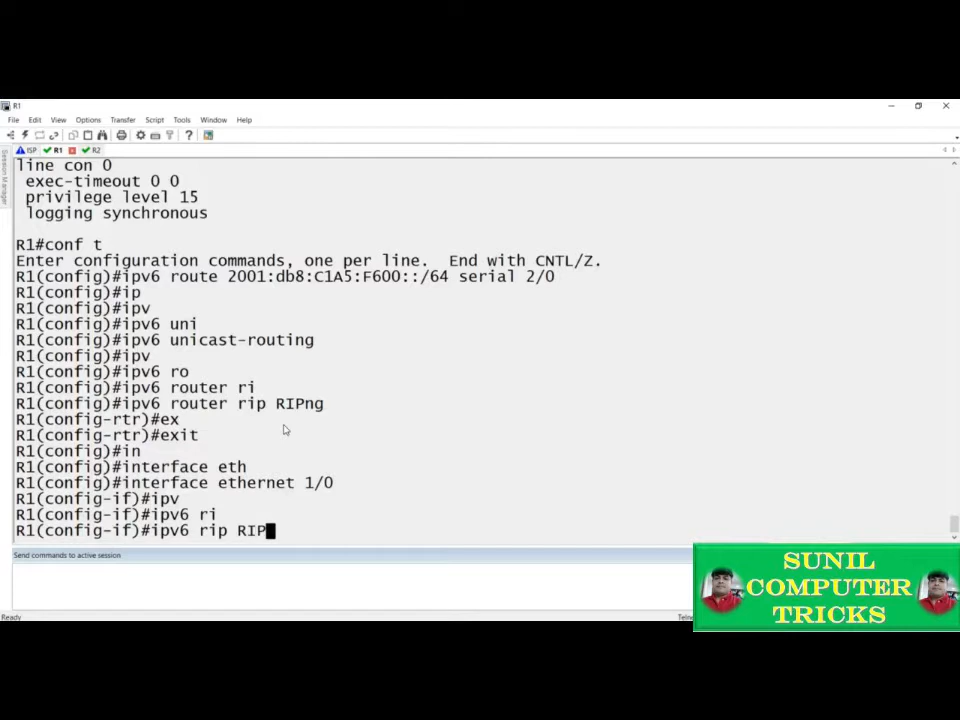 R1
File Edit View Options Transfer Script Tools Window Help
ISP R1 R2
Session Manager
line con 0
exec-timeout 0 0
privilege level 15
logging synchronous
R1#conf t
Enter configuration commands, one per line. End with CNTL/Z.
R1(config)#ipv6 route 2001:db8:C1A5:F600::/64 serial 2/0
R1(config)#ip
R1(config)#ipv
R1(config)#ipv6 uni
R1(config)#ipv6 unicast-routing
R1(config)#ipv
R1(config)#ipv6 ro
R1(config)#ipv6 router ri
R1(config)#ipv6 router rip RIPng
R1(config-rtr)#ex
R1(config-rtr)#exit
R1(config)#in
R1(config)#interface eth
R1(config)#interface ethernet 1/0
R1(config-if)#ipv
R1(config-if)#ipv6 ri
R1(config-if)#ipv6 rip RIP
Send commands to active session
SUNIL
COMPUTER
TRICKS
Ready